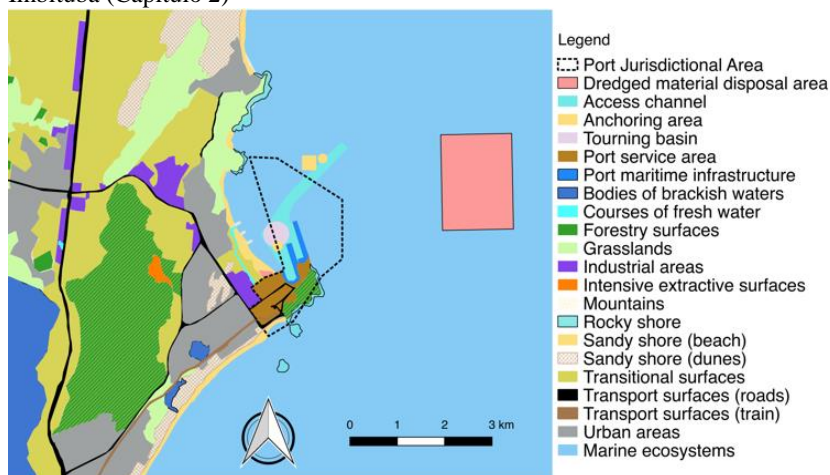 Imbituba (Capítulo 2)
Legend
Port Jurisdictional Area
Dredged material disposal area
Access channel
Anchoring area
Tourning basin
Port service area
Port maritime infrastructure
Bodies of brackish waters
Courses of fresh water
Forestry surfaces
Grasslands
Industrial areas
Intensive extractive surfaces
Mountains
Rocky shore
Sandy shore (beach)
Sandy shore (dunes)
Transitional surfaces
Transport surfaces (roads)
Transport surfaces (train)
Urban areas
Marine ecosystems
0 1 2 3 km